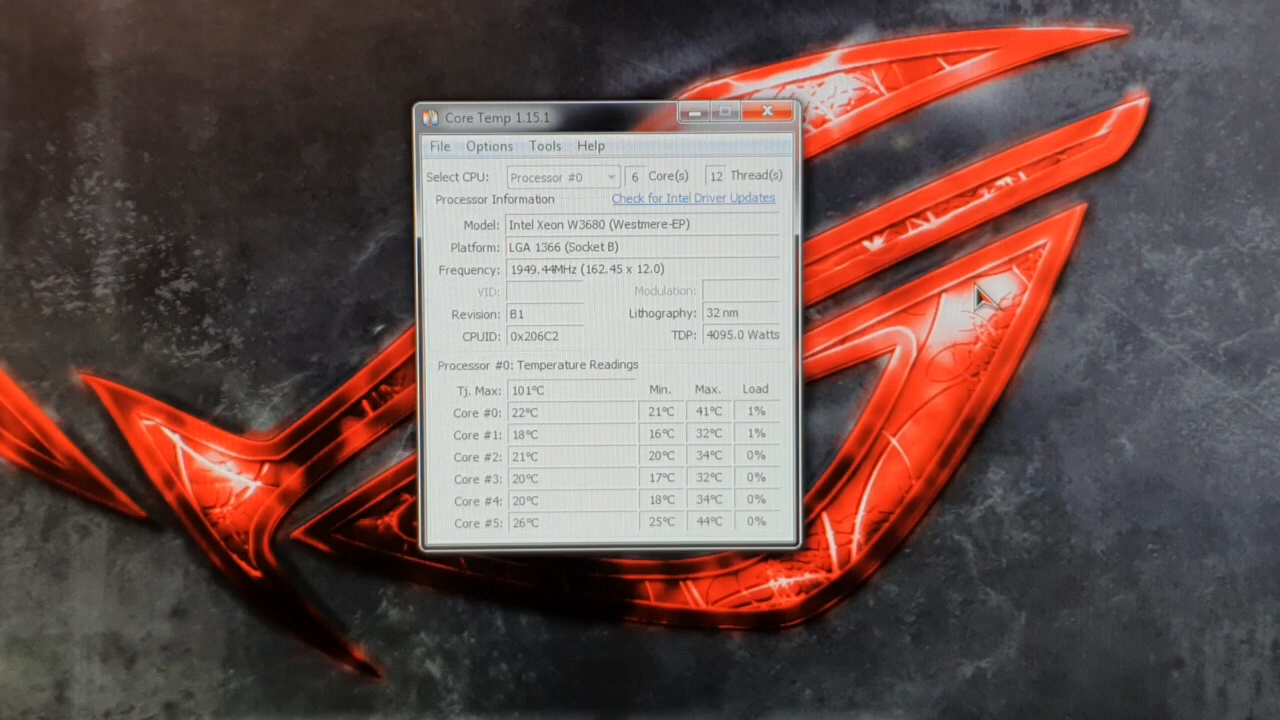 Core Temp 1.15.1
File Options Tools Help
Select CPU: Processor #0 6 Core(s) 12 Thread(s)
Processor Information Check for Intel Driver Updates
Model: Intel Xeon W3680 (Westmere-EP)
Platform: LGA 1366 (Socket B)
Frequency: 1949.44MHz (162.45 x 12.0)
VID: Modulation:
Revision: B1 Lithography: 32 nm
CPUID: 0x206C2 TDP: 4095.0 Watts
Processor #0: Temperature Readings
Tj. Max: 101°C Min. Max. Load
Core #0: 22°C 21°C 41°C 1%
Core #1: 18°C 16°C 32°C 1%
Core #2: 21°C 20°C 34°C 0%
Core #3: 20°C 17°C 32°C 0%
Core #4: 20°C 18°C 34°C 0%
Core #5: 26°C 25°C 44°C 0%